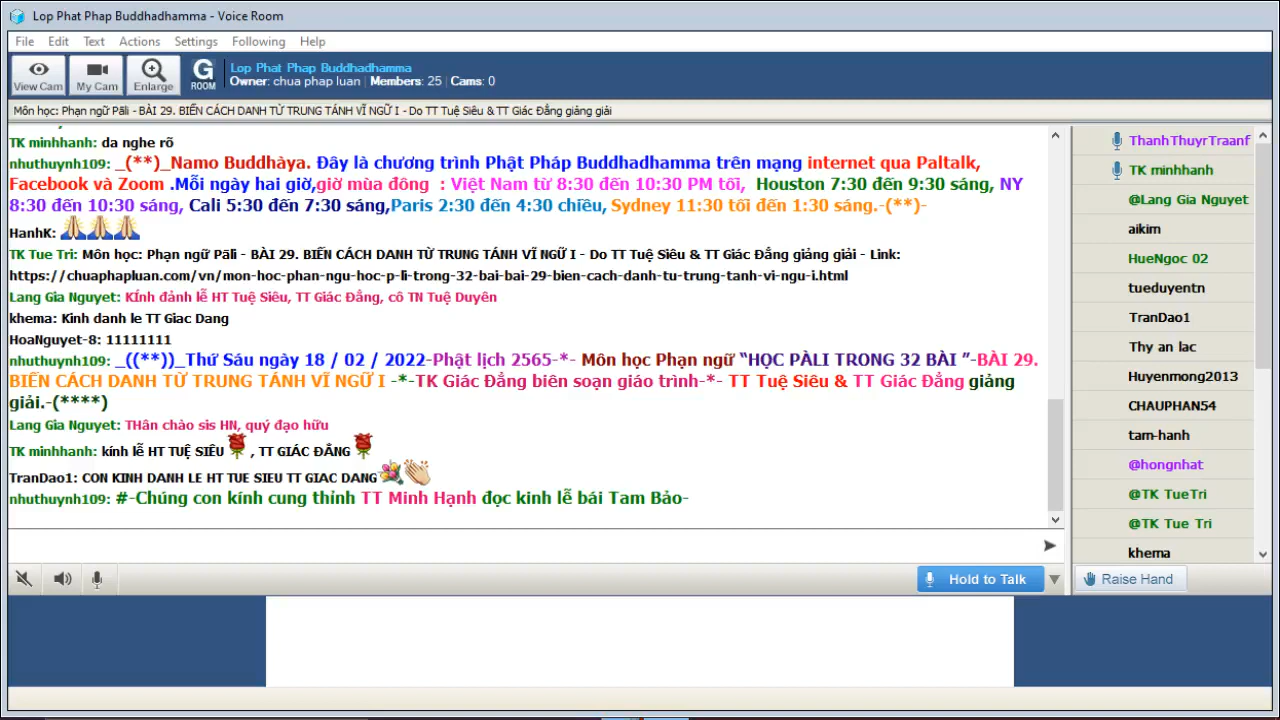 Lop Phat Phap Buddhadhamma - Voice Room
File Edit Text Actions Settings Following Help
View Cam
My Cam
Enlarge
G ROOM
Lop Phat Phap Buddhadhamma
Owner: chua phap luan | Members: 25 | Cams: 0
Môn học: Phạn ngữ Pāli - BÀI 29. BIẾN CÁCH DANH TỪ TRUNG TÁNH VĨ NGỮ I - Do TT Tuệ Siêu & TT Giác Đẳng giảng giải
TK minhhanh: da nghe rõ
nhuthuynh109: _(**)_Namo Buddhàya. Đây là chương trình Phật Pháp Buddhadhamma trên mạng internet qua Paltalk,
Facebook và Zoom .Mỗi ngày hai giờ,giờ mùa đông : Việt Nam từ 8:30 đến 10:30 PM tối, Houston 7:30 đến 9:30 sáng, NY
8:30 đến 10:30 sáng, Cali 5:30 đến 7:30 sáng,Paris 2:30 đến 4:30 chiều, Sydney 11:30 tối đến 1:30 sáng.-(**)-
HanhK: 🙏🙏🙏
TK Tue Tri: Môn học: Phạn ngữ Pāli - BÀI 29. BIẾN CÁCH DANH TỪ TRUNG TÁNH VĨ NGỮ I - Do TT Tuệ Siêu & TT Giác Đẳng giảng giải - Link:
https://chuaphapluan.com/vn/mon-hoc-phan-ngu-hoc-p-li-trong-32-bai-bai-29-bien-cach-danh-tu-trung-tanh-vi-ngu-i.html
Lang Gia Nguyet: KÍnh đảnh lễ HT Tuệ Siêu, TT Giác Đẳng, cô TN Tuệ Duyên
khema: Kinh danh le TT Giac Dang
HoaNguyet-8: 11111111
nhuthuynh109: _((**))_Thứ Sáu ngày 18 / 02 / 2022-Phật lịch 2565-*- Môn học Phạn ngữ “HỌC PÀLI TRONG 32 BÀI ”-BÀI 29.
BIẾN CÁCH DANH TỪ TRUNG TÁNH VĨ NGỮ I -*-TK Giác Đẳng biên soạn giáo trình-*- TT Tuệ Siêu & TT Giác Đẳng giảng
giải.-(****)
Lang Gia Nguyet: THân chào sis HN, quý đạo hữu
TK minhhanh: kính lễ HT TUỆ SIÊU🌹, TT GIÁC ĐẲNG🌹
TranDao1: CON KINH DANH LE HT TUE SIEU TT GIAC DANG💐👏
nhuthuynh109: #-Chúng con kính cung thỉnh TT Minh Hạnh đọc kinh lễ bái Tam Bảo-
ThanhThuyrTraanf
TK minhhanh
@Lang Gia Nguyet
aikim
HueNgoc 02
tueduyentn
TranDao1
Thy an lac
Huyenmong2013
CHAUPHAN54
tam-hanh
@hongnhat
@TK TueTri
@TK Tue Tri
khema
Hold to Talk
Raise Hand